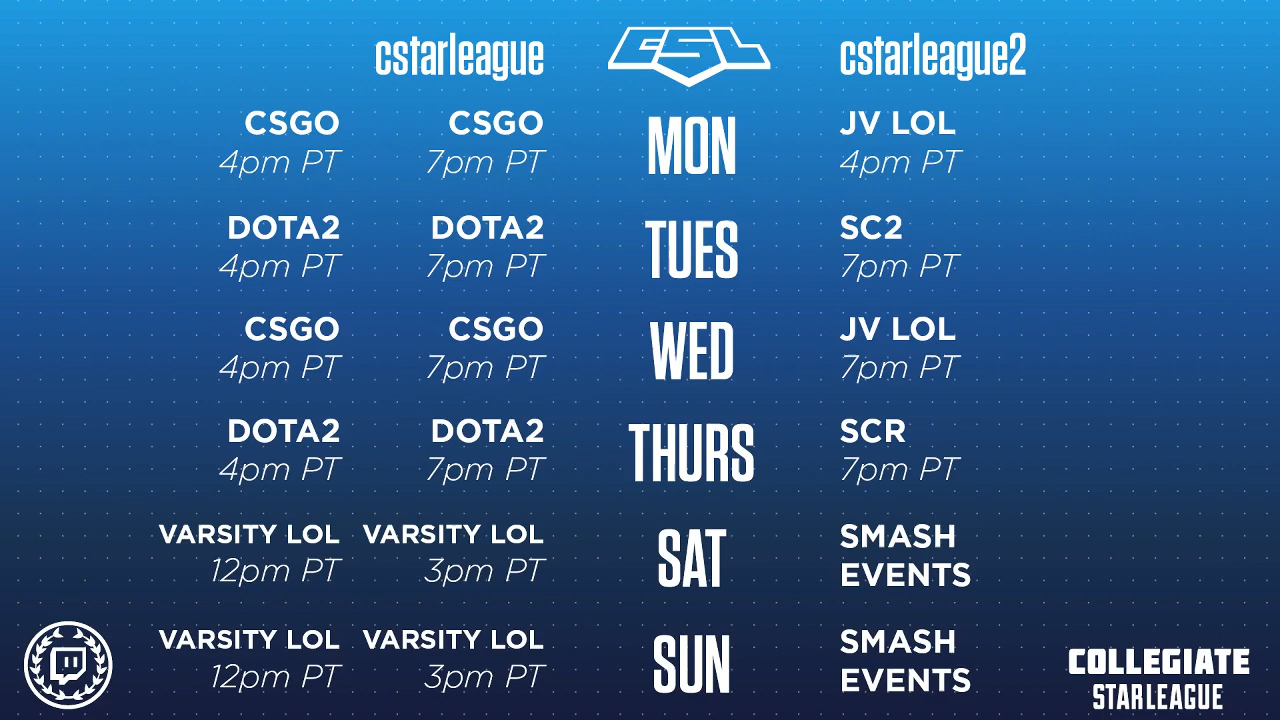 cstarleague CSL cstarleague2
CSGO CSGO MON JV LOL
4pm PT 7pm PT 4pm PT
DOTA2 DOTA2 TUES SC2
4pm PT 7pm PT 7pm PT
CSGO CSGO WED JV LOL
4pm PT 7pm PT 7pm PT
DOTA2 DOTA2 THURS SCR
4pm PT 7pm PT 7pm PT
VARSITY LOL VARSITY LOL SAT SMASH
12pm PT 3pm PT EVENTS
VARSITY LOL VARSITY LOL SUN SMASH
12pm PT 3pm PT EVENTS
COLLEGIATE
STARLEAGUE